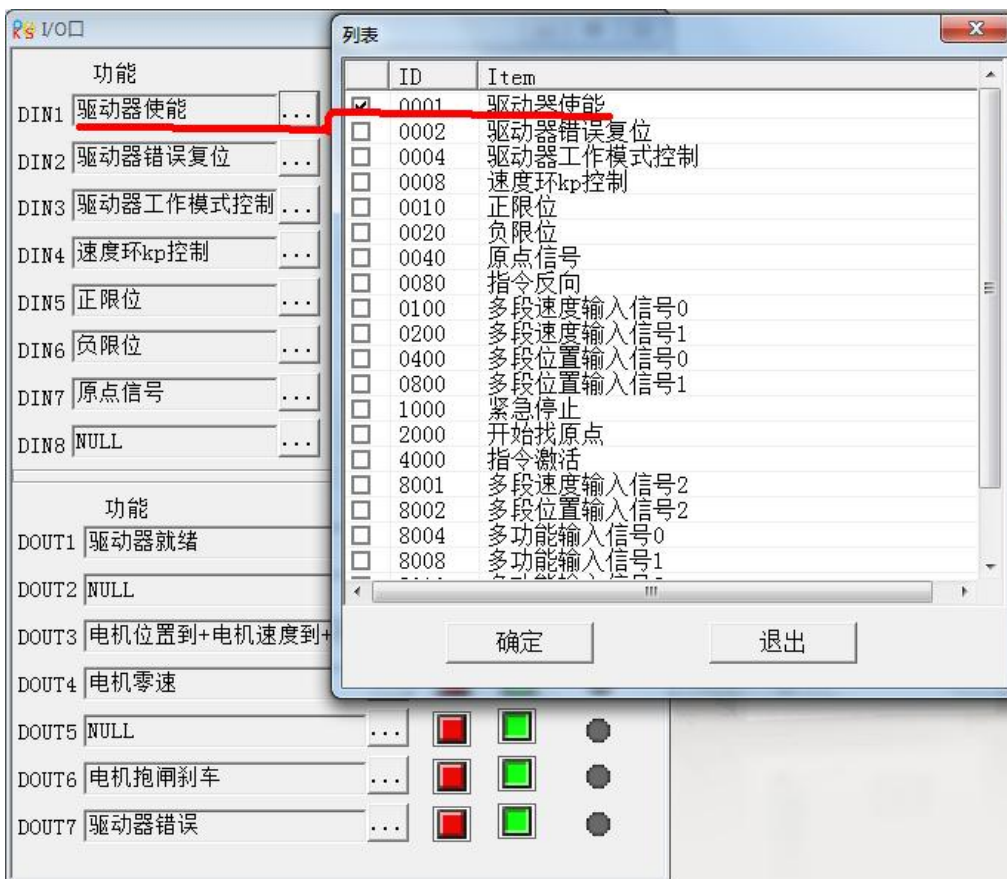 I/O口
功能
DIN1 驱动器使能 ...
DIN2 驱动器错误复位 ...
DIN3 驱动器工作模式控制 ...
DIN4 速度环kp控制 ...
DIN5 正限位 ...
DIN6 负限位 ...
DIN7 原点信号 ...
DIN8 NULL ...
功能
DOUT1 驱动器就绪
DOUT2 NULL
DOUT3 电机位置到+电机速度到+
DOUT4 电机零速
DOUT5 NULL ...
DOUT6 电机抱闸刹车 ...
DOUT7 驱动器错误 ...
列表
ID Item
0001 驱动器使能
0002 驱动器错误复位
0004 驱动器工作模式控制
0008 速度环kp控制
0010 正限位
0020 负限位
0040 原点信号
0080 指令反向
0100 多段速度输入信号0
0200 多段速度输入信号1
0400 多段位置输入信号0
0800 多段位置输入信号1
1000 紧急停止
2000 开始找原点
4000 指令激活
8001 多段速度输入信号2
8002 多段位置输入信号2
8004 多功能输入信号0
8008 多功能输入信号1
确定 退出